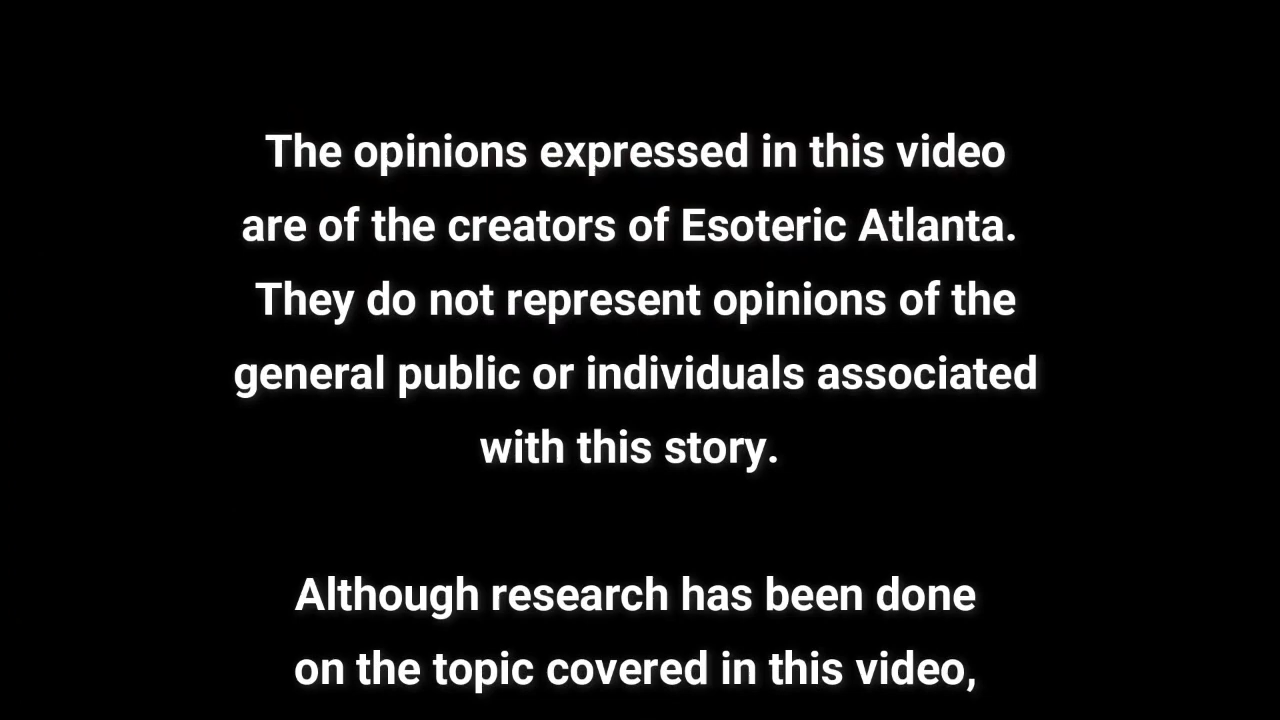 The opinions expressed in this video
are of the creators of Esoteric Atlanta.
They do not represent opinions of the
general public or individuals associated
with this story.
Although research has been done
on the topic covered in this video,